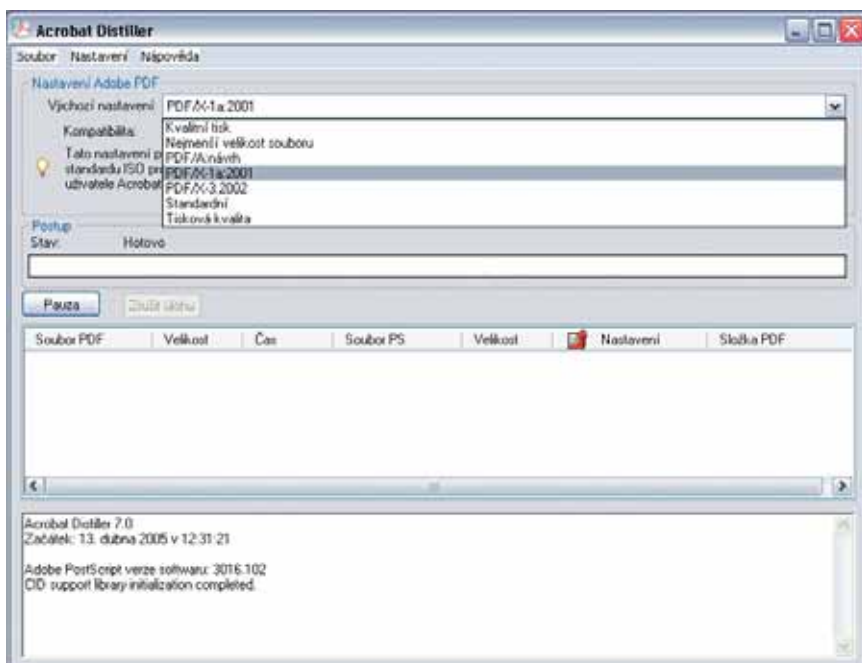 Acrobat Distiller
Soubor Nastavení Nápověda
Nastavení Adobe PDF
Výchozí nastavení PDF/X-1a:2001
Kompatibilita:
Kvalitní tisk
Nejmenší velikost souboru
Tato nastavení p
PDF/A:návrh
standardu ISO pro
PDF/X-1a:2001
uživatele Acrobat
PDF/X-3:2002
Standardní
Tisková kvalita
Postup
Stav: Hotovo
Pauza Zrušit úlohu
Soubor PDF Velikost Čas Soubor PS Velikost Nastavení Složka PDF
Acrobat Distiller 7.0
Začátek: 13. dubna 2005 v 12:31:21
Adobe PostScript verze softwaru: 3016.102
CID support library initialization completed.